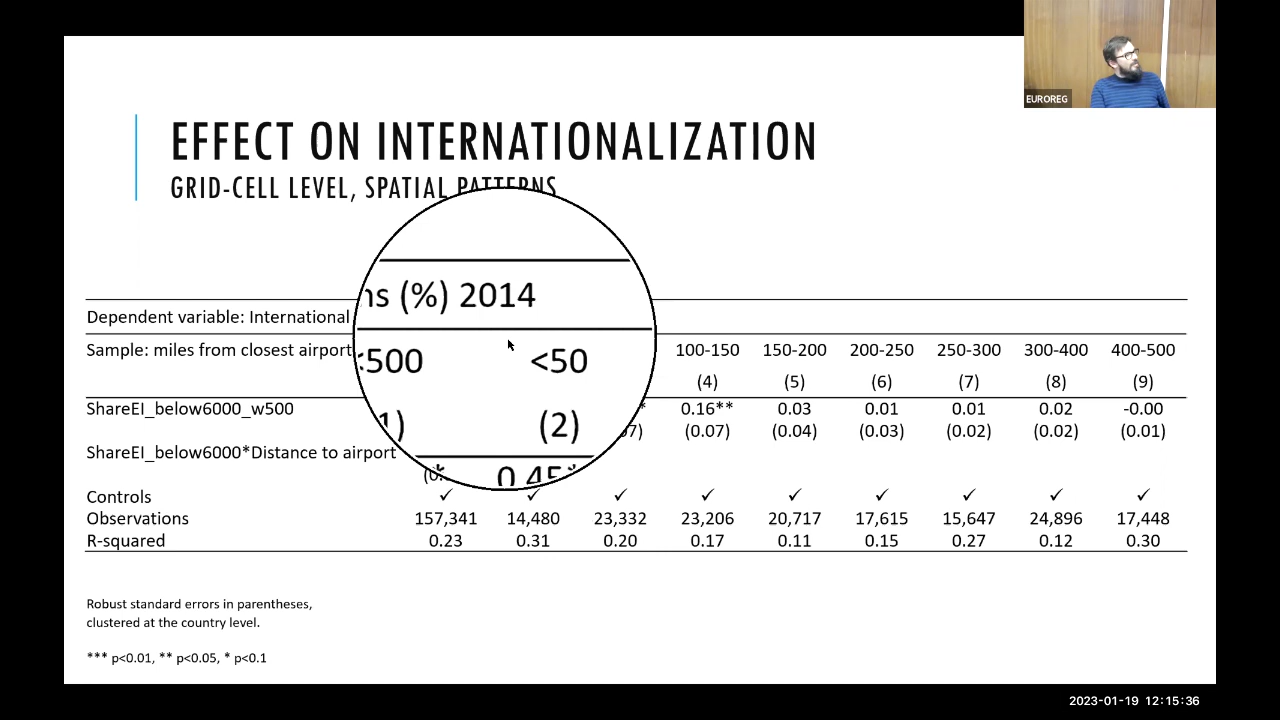 EUROREG
EFFECT ON INTERNATIONALIZATION
GRID-CELL LEVEL, SPATIAL PATTERNS
Dependent variable: International (%) 2014
Sample: miles from closest airport <500 <50 100-150 150-200 200-250 250-300 300-400 400-500
(2) (4) (5) (6) (7) (8) (9)
ShareEI_below6000_w500 0.16** 0.03 0.01 0.01 0.02 -0.00
(0.07) (0.04) (0.03) (0.02) (0.02) (0.01)
ShareEI_below6000*Distance to airport
Controls ✓ ✓ ✓ ✓ ✓ ✓ ✓ ✓ ✓
Observations 157,341 14,480 23,332 23,206 20,717 17,615 15,647 24,896 17,448
R-squared 0.23 0.31 0.20 0.17 0.11 0.15 0.27 0.12 0.30
Robust standard errors in parentheses,
clustered at the country level.
*** p<0.01, ** p<0.05, * p<0.1
2023-01-19 12:15:36